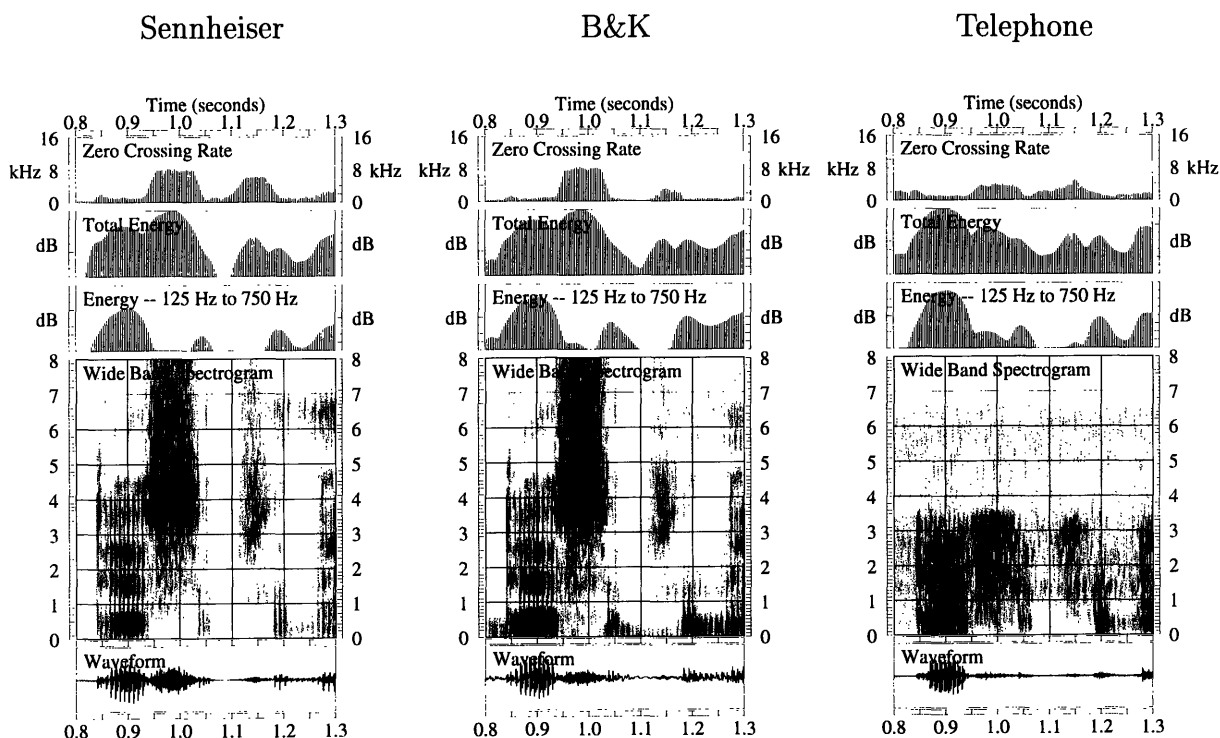 Sennheiser B&K Telephone
Time (seconds) Time (seconds) Time (seconds)
0.8 0.9 1.0 1.1 1.2 1.3 0.8 0.9 1.0 1.1 1.2 1.3 0.8 0.9 1.0 1.1 1.2 1.3
16 16 16 16 16 16
Zero Crossing Rate Zero Crossing Rate Zero Crossing Rate
kHz 8 8 kHz kHz 8 8 kHz kHz 8 8 kHz
0 0 0 0 0 0
Total Energy Total Energy Total Energy
dB dB dB dB dB dB
Energy -- 125 Hz to 750 Hz Energy -- 125 Hz to 750 Hz Energy -- 125 Hz to 750 Hz
dB dB dB dB dB dB
8 8 8 8 8 8
Wide Band Spectrogram Wide Band Spectrogram Wide Band Spectrogram
7 7 7 7 7 7
6 6 6 6 6 6
5 5 5 5 5 5
4 4 4 4 4 4
3 3 3 3 3 3
2 2 2 2 2 2
1 1 1 1 1 1
0 0 0 0 0 0
Waveform Waveform Waveform
0.8 0.9 1.0 1.1 1.2 1.3 0.8 0.9 1.0 1.1 1.2 1.3 0.8 0.9 1.0 1.1 1.2 1.3